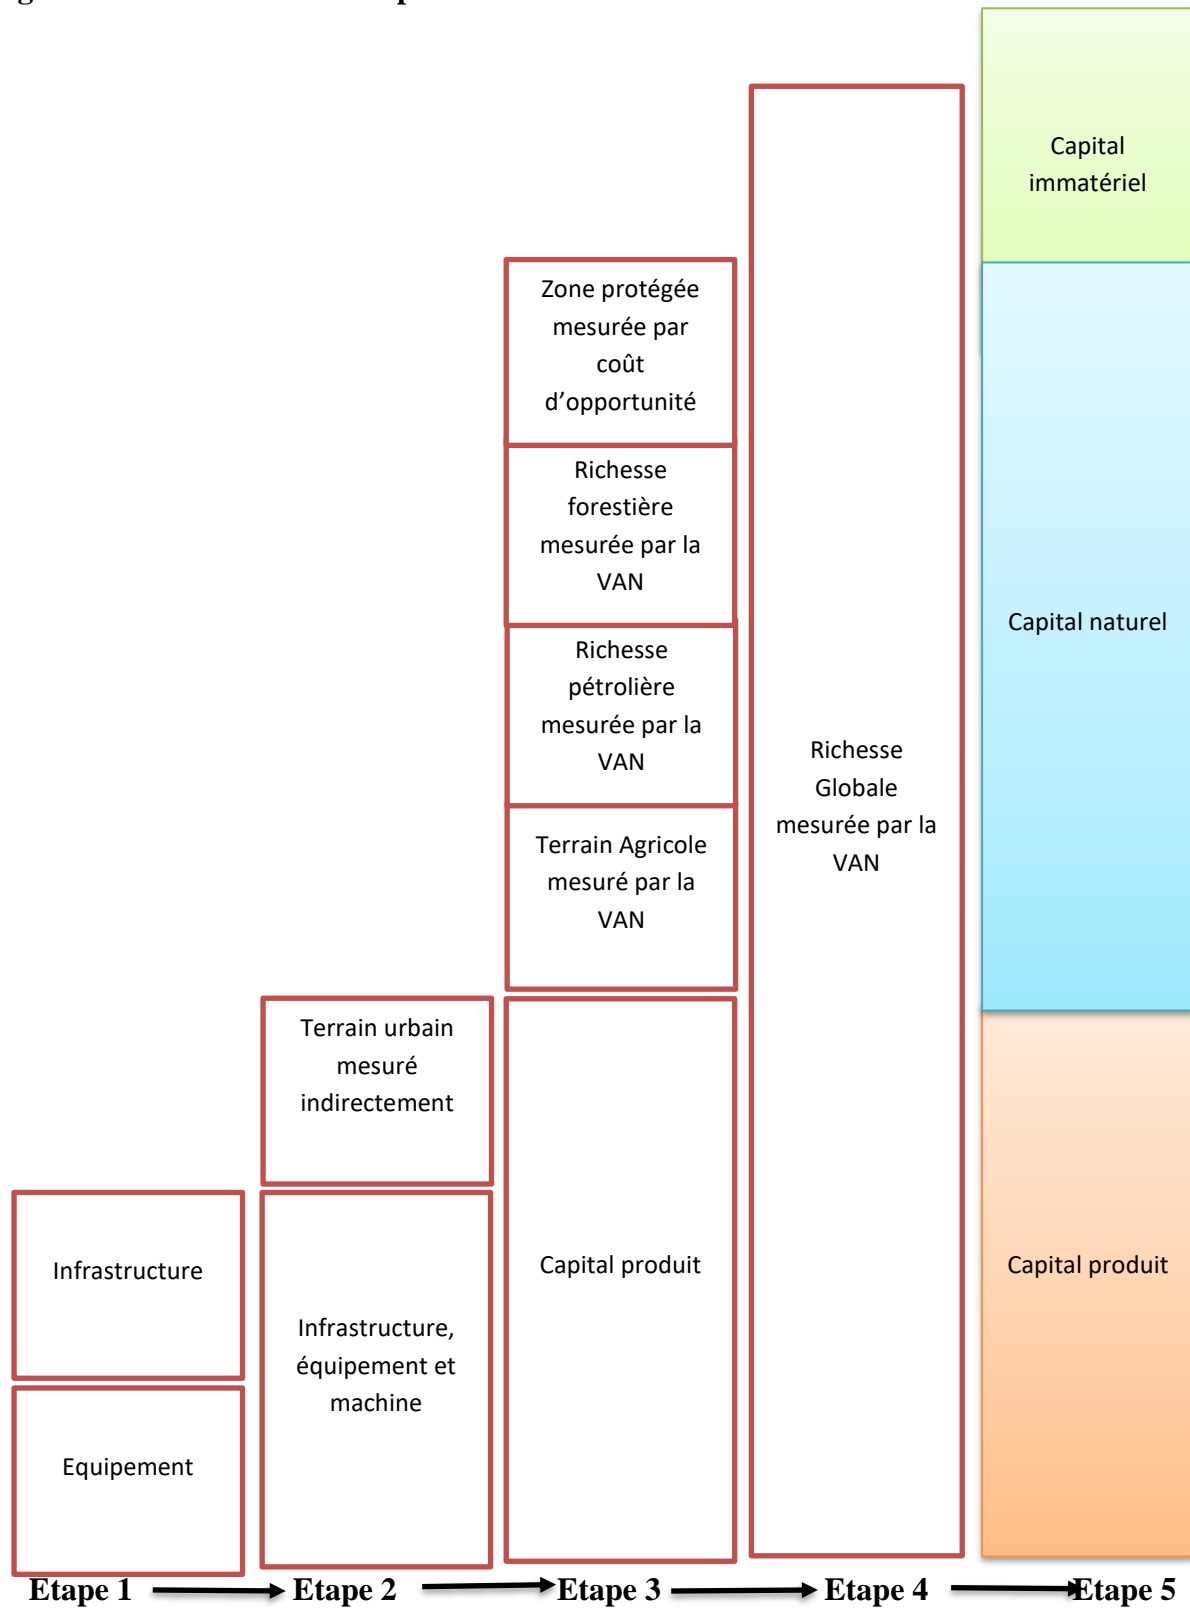 Capital
immatériel
Zone protégée
mesurée par
coût
d’opportunité
Richesse
forestière
mesurée par la
VAN
Capital naturel
Richesse
pétrolière
mesurée par la
VAN
Richesse
Globale
mesurée par la
VAN
Terrain Agricole
mesuré par la
VAN
Terrain urbain
mesuré
indirectement
Infrastructure
Capital produit
Capital produit
Infrastructure,
équipement et
machine
Equipement
Etape 1 Etape 2 Etape 3 Etape 4 Etape 5